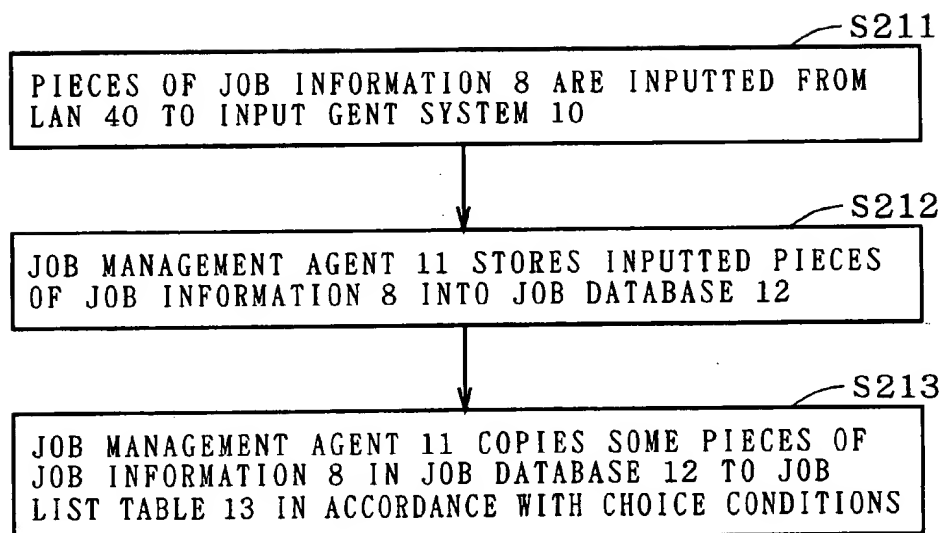 S211
PIECES OF JOB INFORMATION 8 ARE INPUTTED FROM
LAN 40 TO INPUT GENT SYSTEM 10
S212
JOB MANAGEMENT AGENT 11 STORES INPUTTED PIECES
OF JOB INFORMATION 8 INTO JOB DATABASE 12
S213
JOB MANAGEMENT AGENT 11 COPIES SOME PIECES OF
JOB INFORMATION 8 IN JOB DATABASE 12 TO JOB
LIST TABLE 13 IN ACCORDANCE WITH CHOICE CONDITIONS